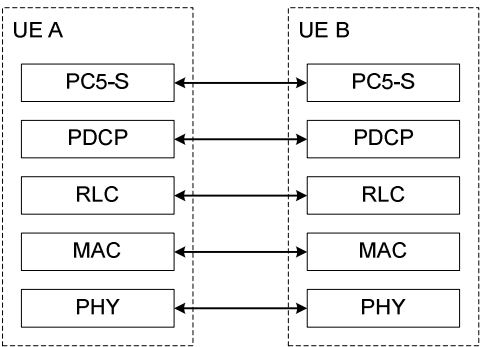 UE A
UE B
PC5-S
PC5-S
PDCP
PDCP
RLC
RLC
MAC
MAC
PHY
PHY